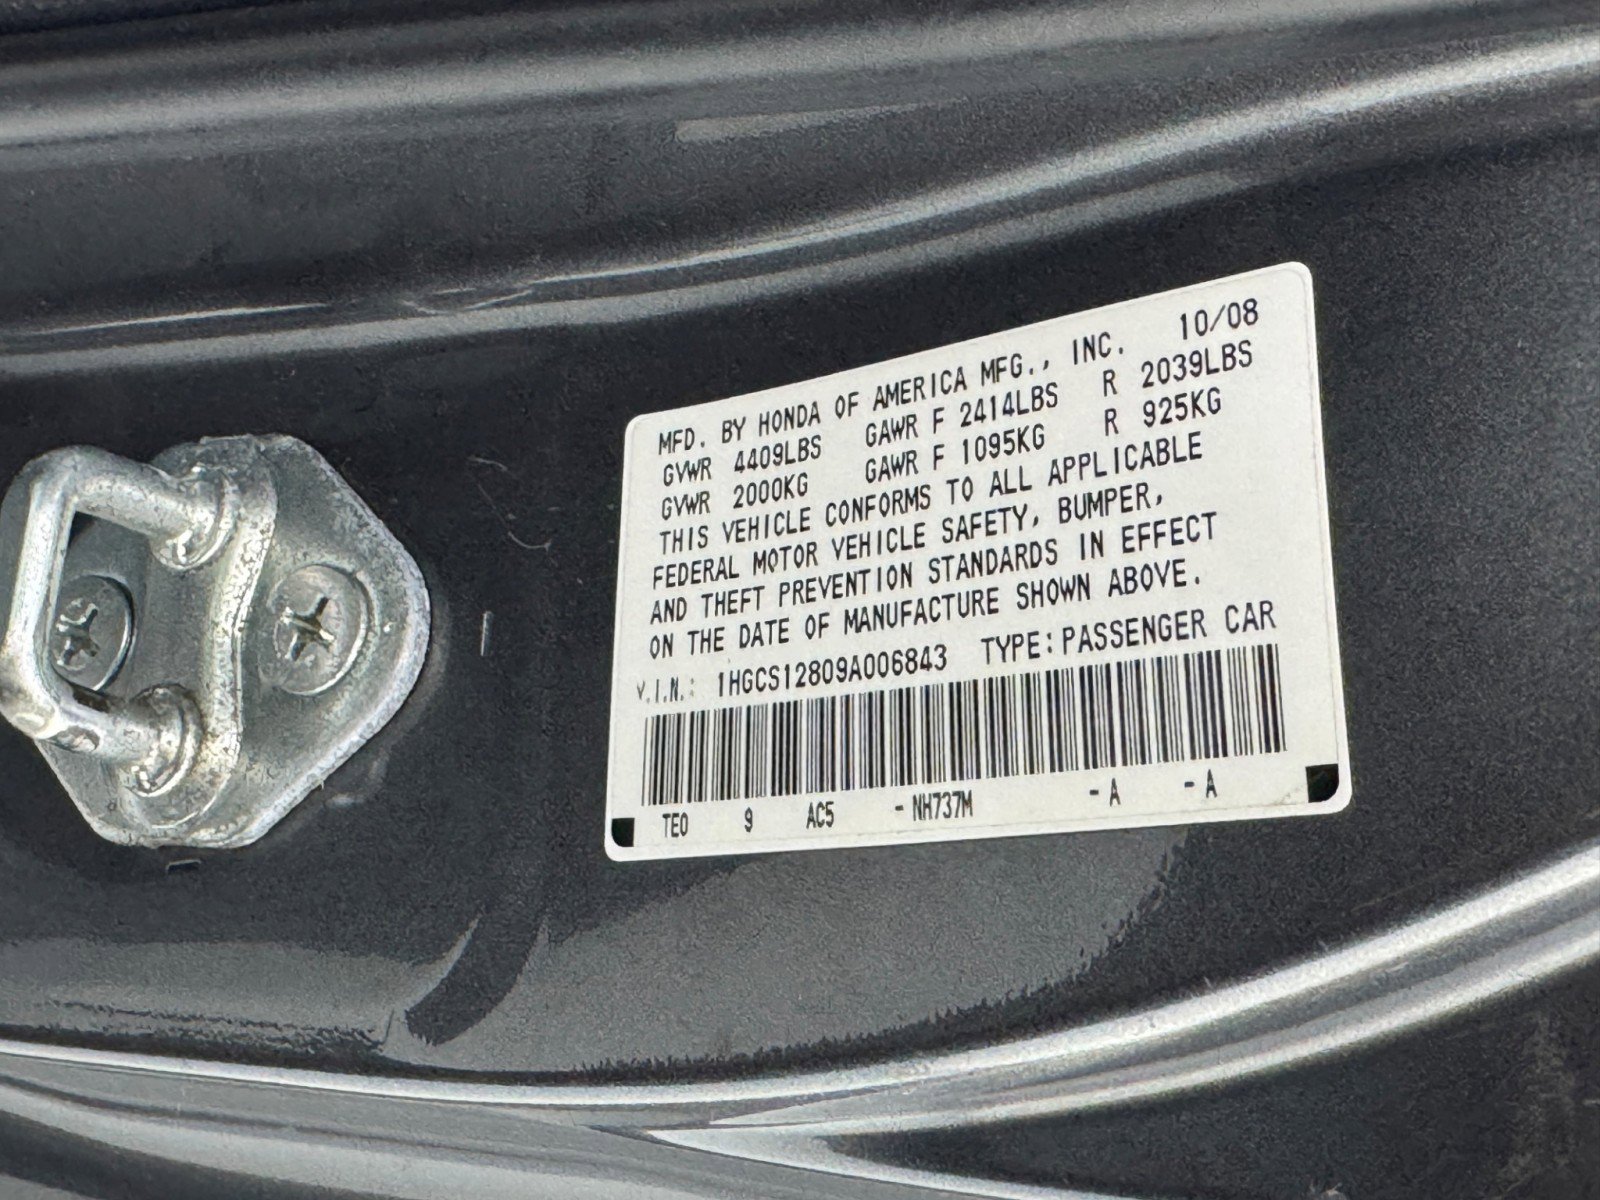 MFD. BY HONDA OF AMERICA MFG., INC. 10/08
GVWR 4409LBS GAWR F 2414LBS R 2039LBS
GVWR 2000KG GAWR F 1095KG R 925KG
THIS VEHICLE CONFORMS TO ALL APPLICABLE
FEDERAL MOTOR VEHICLE SAFETY, BUMPER,
AND THEFT PREVENTION STANDARDS IN EFFECT
ON THE DATE OF MANUFACTURE SHOWN ABOVE.
V.I.N.: 1HGCS12809A006843 TYPE:PASSENGER CAR
TE0 9 AC5 -NH737M -A -A